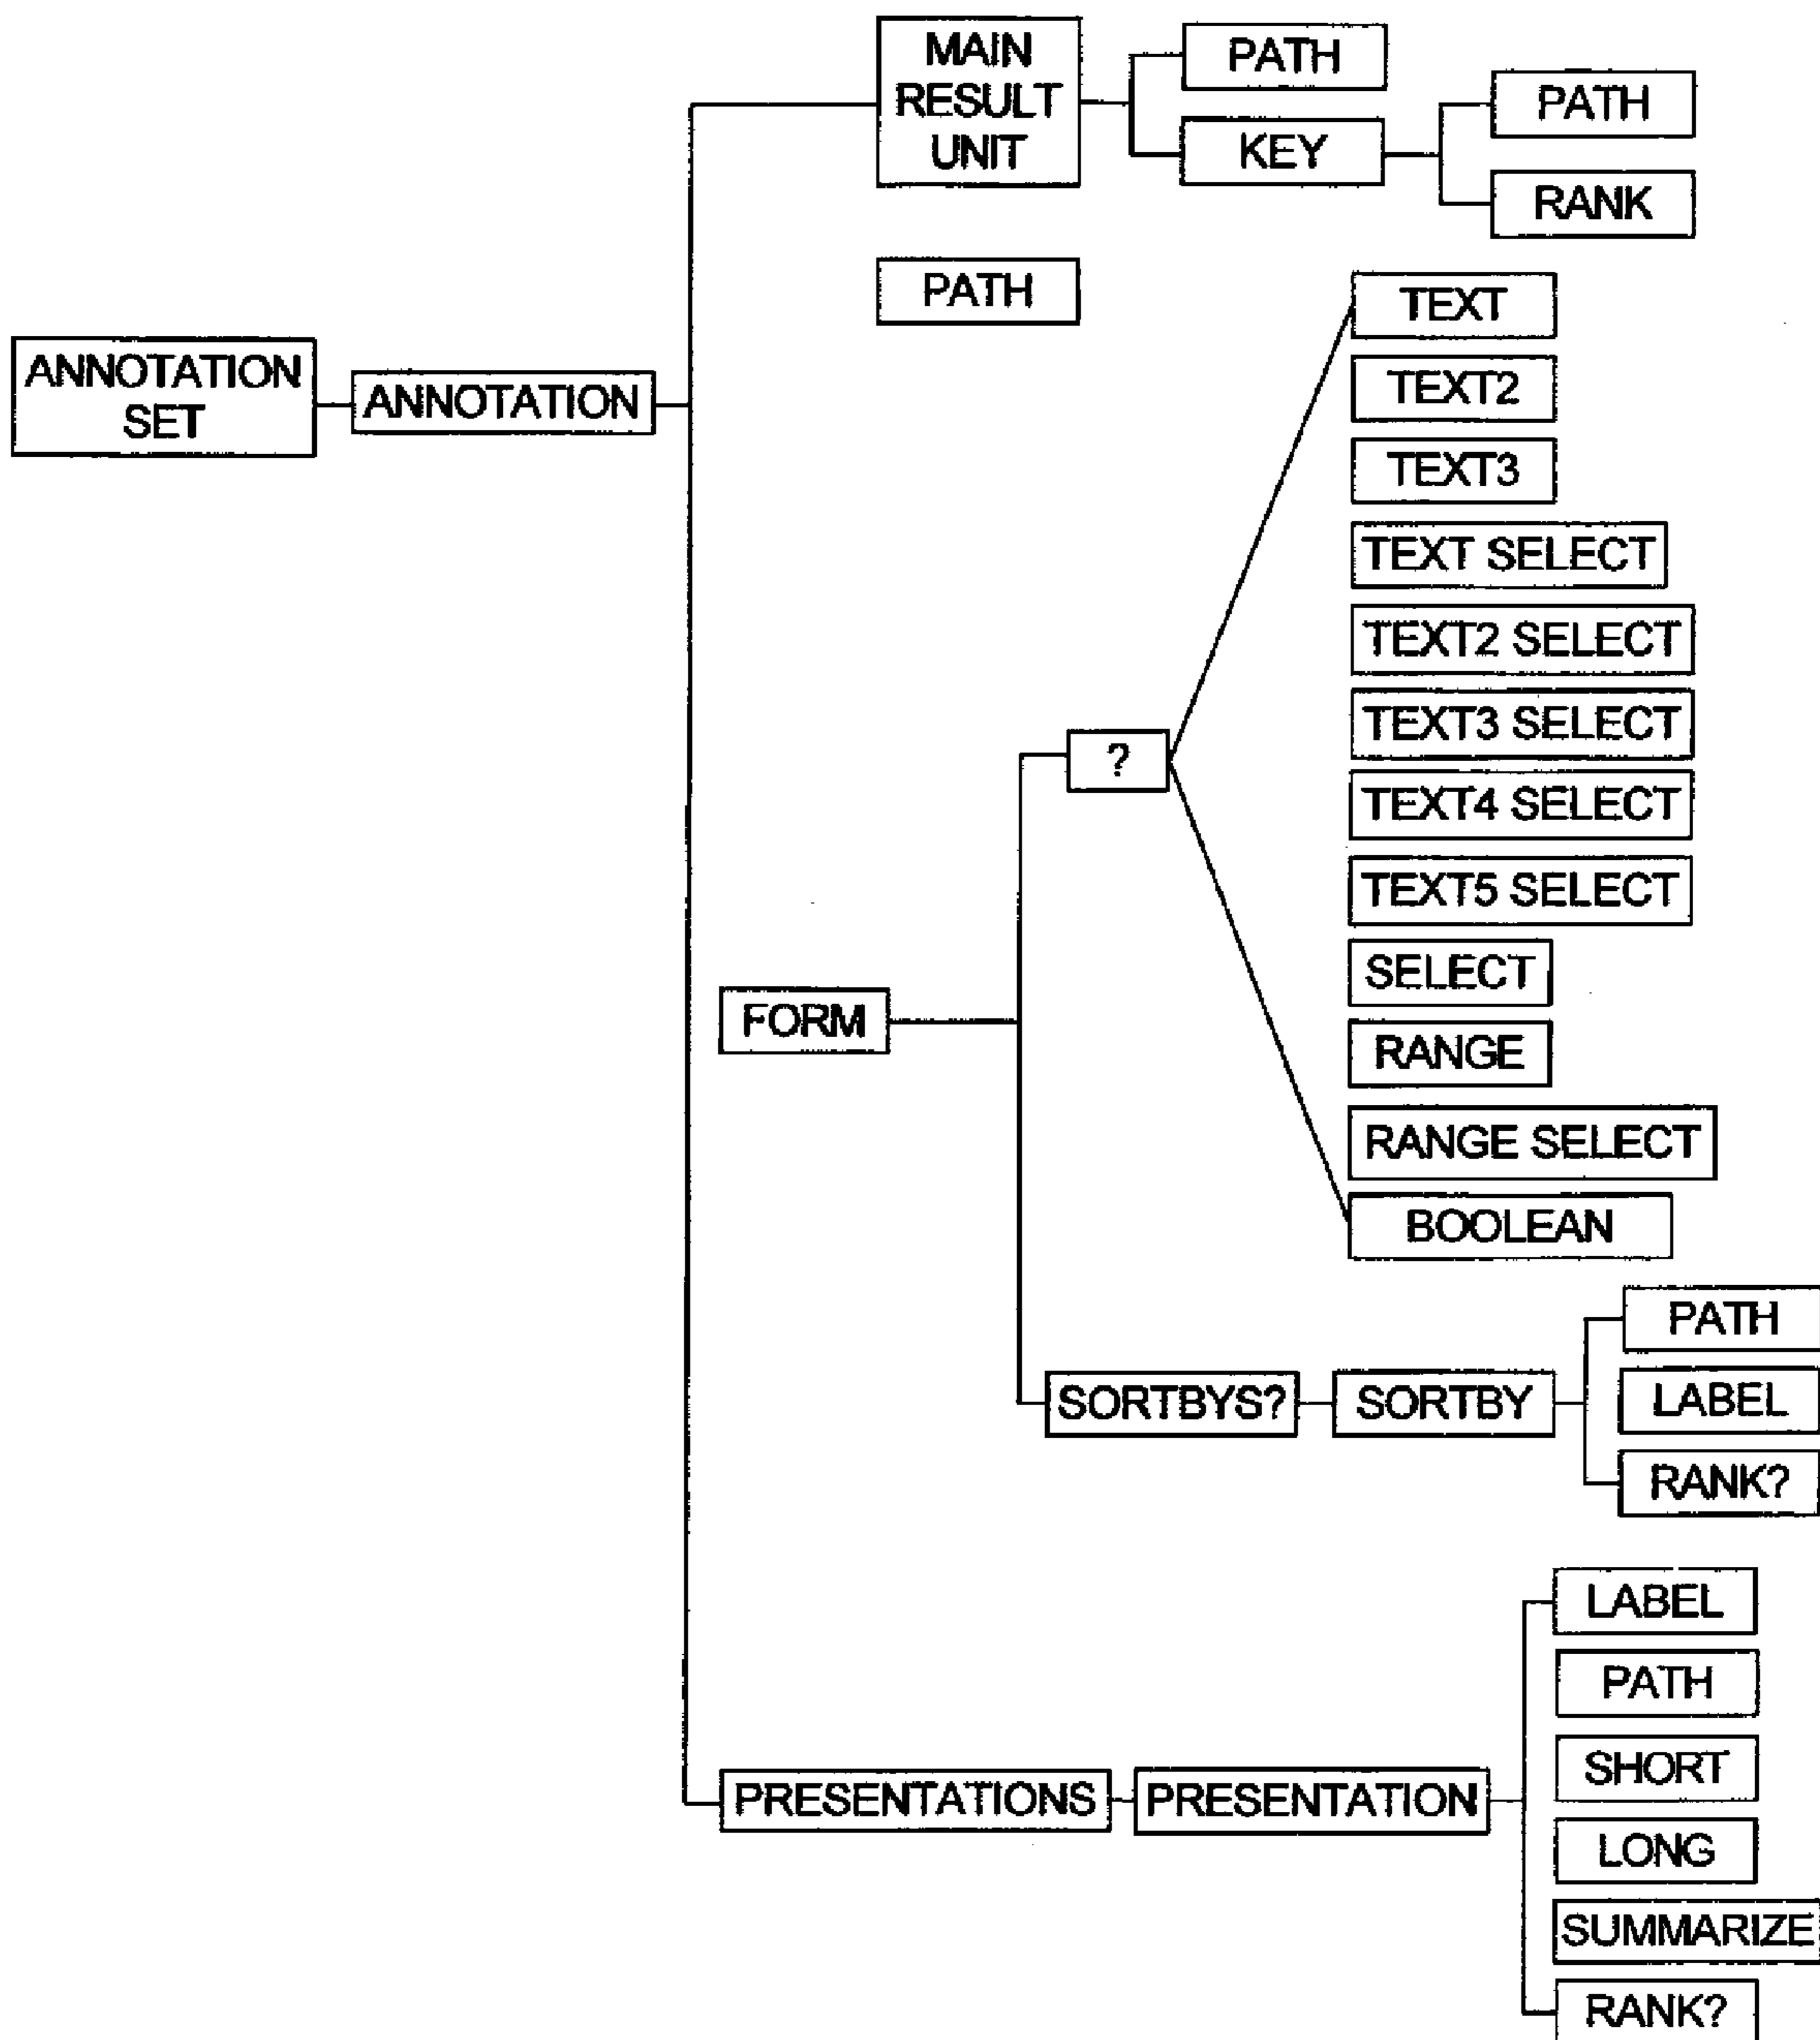 MAIN
RESULT
UNIT
PATH
KEY
PATH
RANK
PATH
ANNOTATION
SET
ANNOTATION
TEXT
TEXT2
TEXT3
TEXT SELECT
TEXT2 SELECT
TEXT3 SELECT
TEXT4 SELECT
TEXT5 SELECT
SELECT
RANGE
RANGE SELECT
BOOLEAN
?
FORM
SORTBYS?
SORTBY
PATH
LABEL
RANK?
PRESENTATIONS
PRESENTATION
LABEL
PATH
SHORT
LONG
SUMMARIZE
RANK?